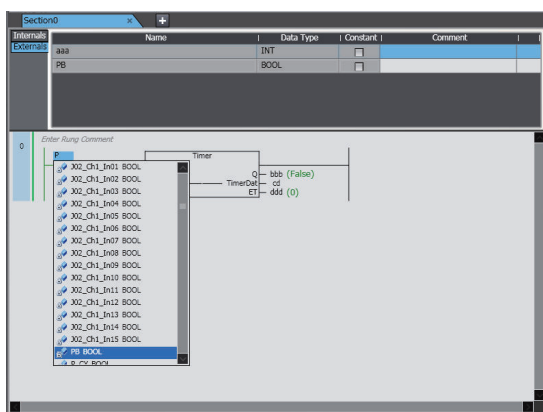 Section0 × +
Internals
Externals
Name Data Type Constant Comment
aaa INT
PB BOOL
0
Enter Rung Comment
P
Timer
J02_Ch1_In01 BOOL
J02_Ch1_In02 BOOL
J02_Ch1_In03 BOOL
J02_Ch1_In04 BOOL
J02_Ch1_In05 BOOL
J02_Ch1_In06 BOOL
J02_Ch1_In07 BOOL
J02_Ch1_In08 BOOL
J02_Ch1_In09 BOOL
J02_Ch1_In10 BOOL
J02_Ch1_In11 BOOL
J02_Ch1_In12 BOOL
J02_Ch1_In13 BOOL
J02_Ch1_In14 BOOL
J02_Ch1_In15 BOOL
PB BOOL
P_CY BOOL
Q bbb (False)
TimerDat cd
ET ddd (0)